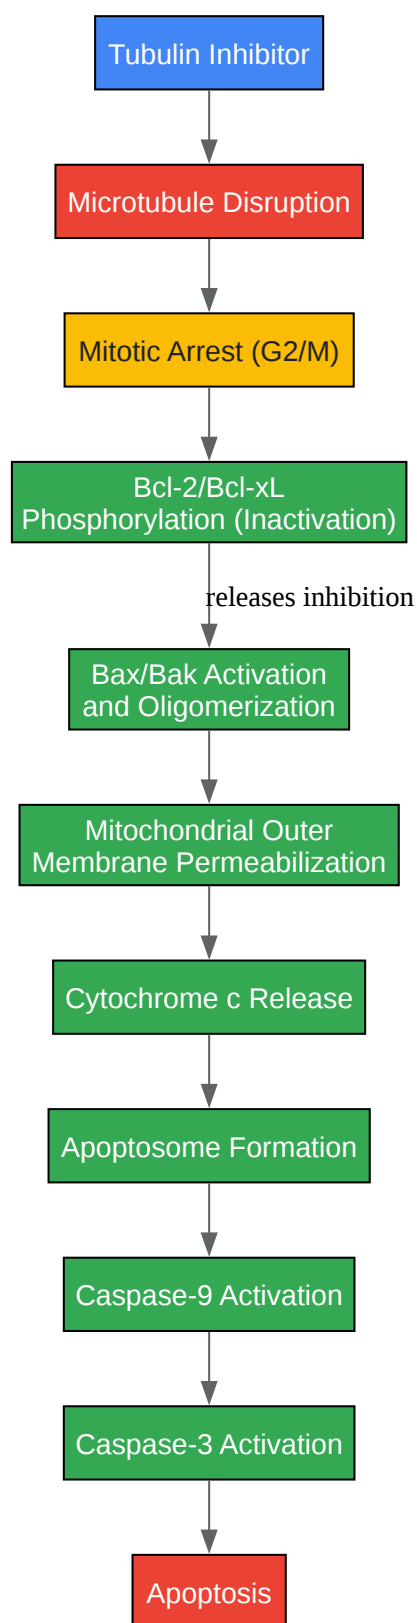 Tubulin Inhibitor
Microtubule Disruption
Mitotic Arrest (G2/M)
Bcl-2/Bcl-xL
Phosphorylation (Inactivation)
releases inhibition
Bax/Bak Activation
and Oligomerization
Mitochondrial Outer
Membrane Permeabilization
Cytochrome c Release
Apoptosome Formation
Caspase-9 Activation
Caspase-3 Activation
Apoptosis